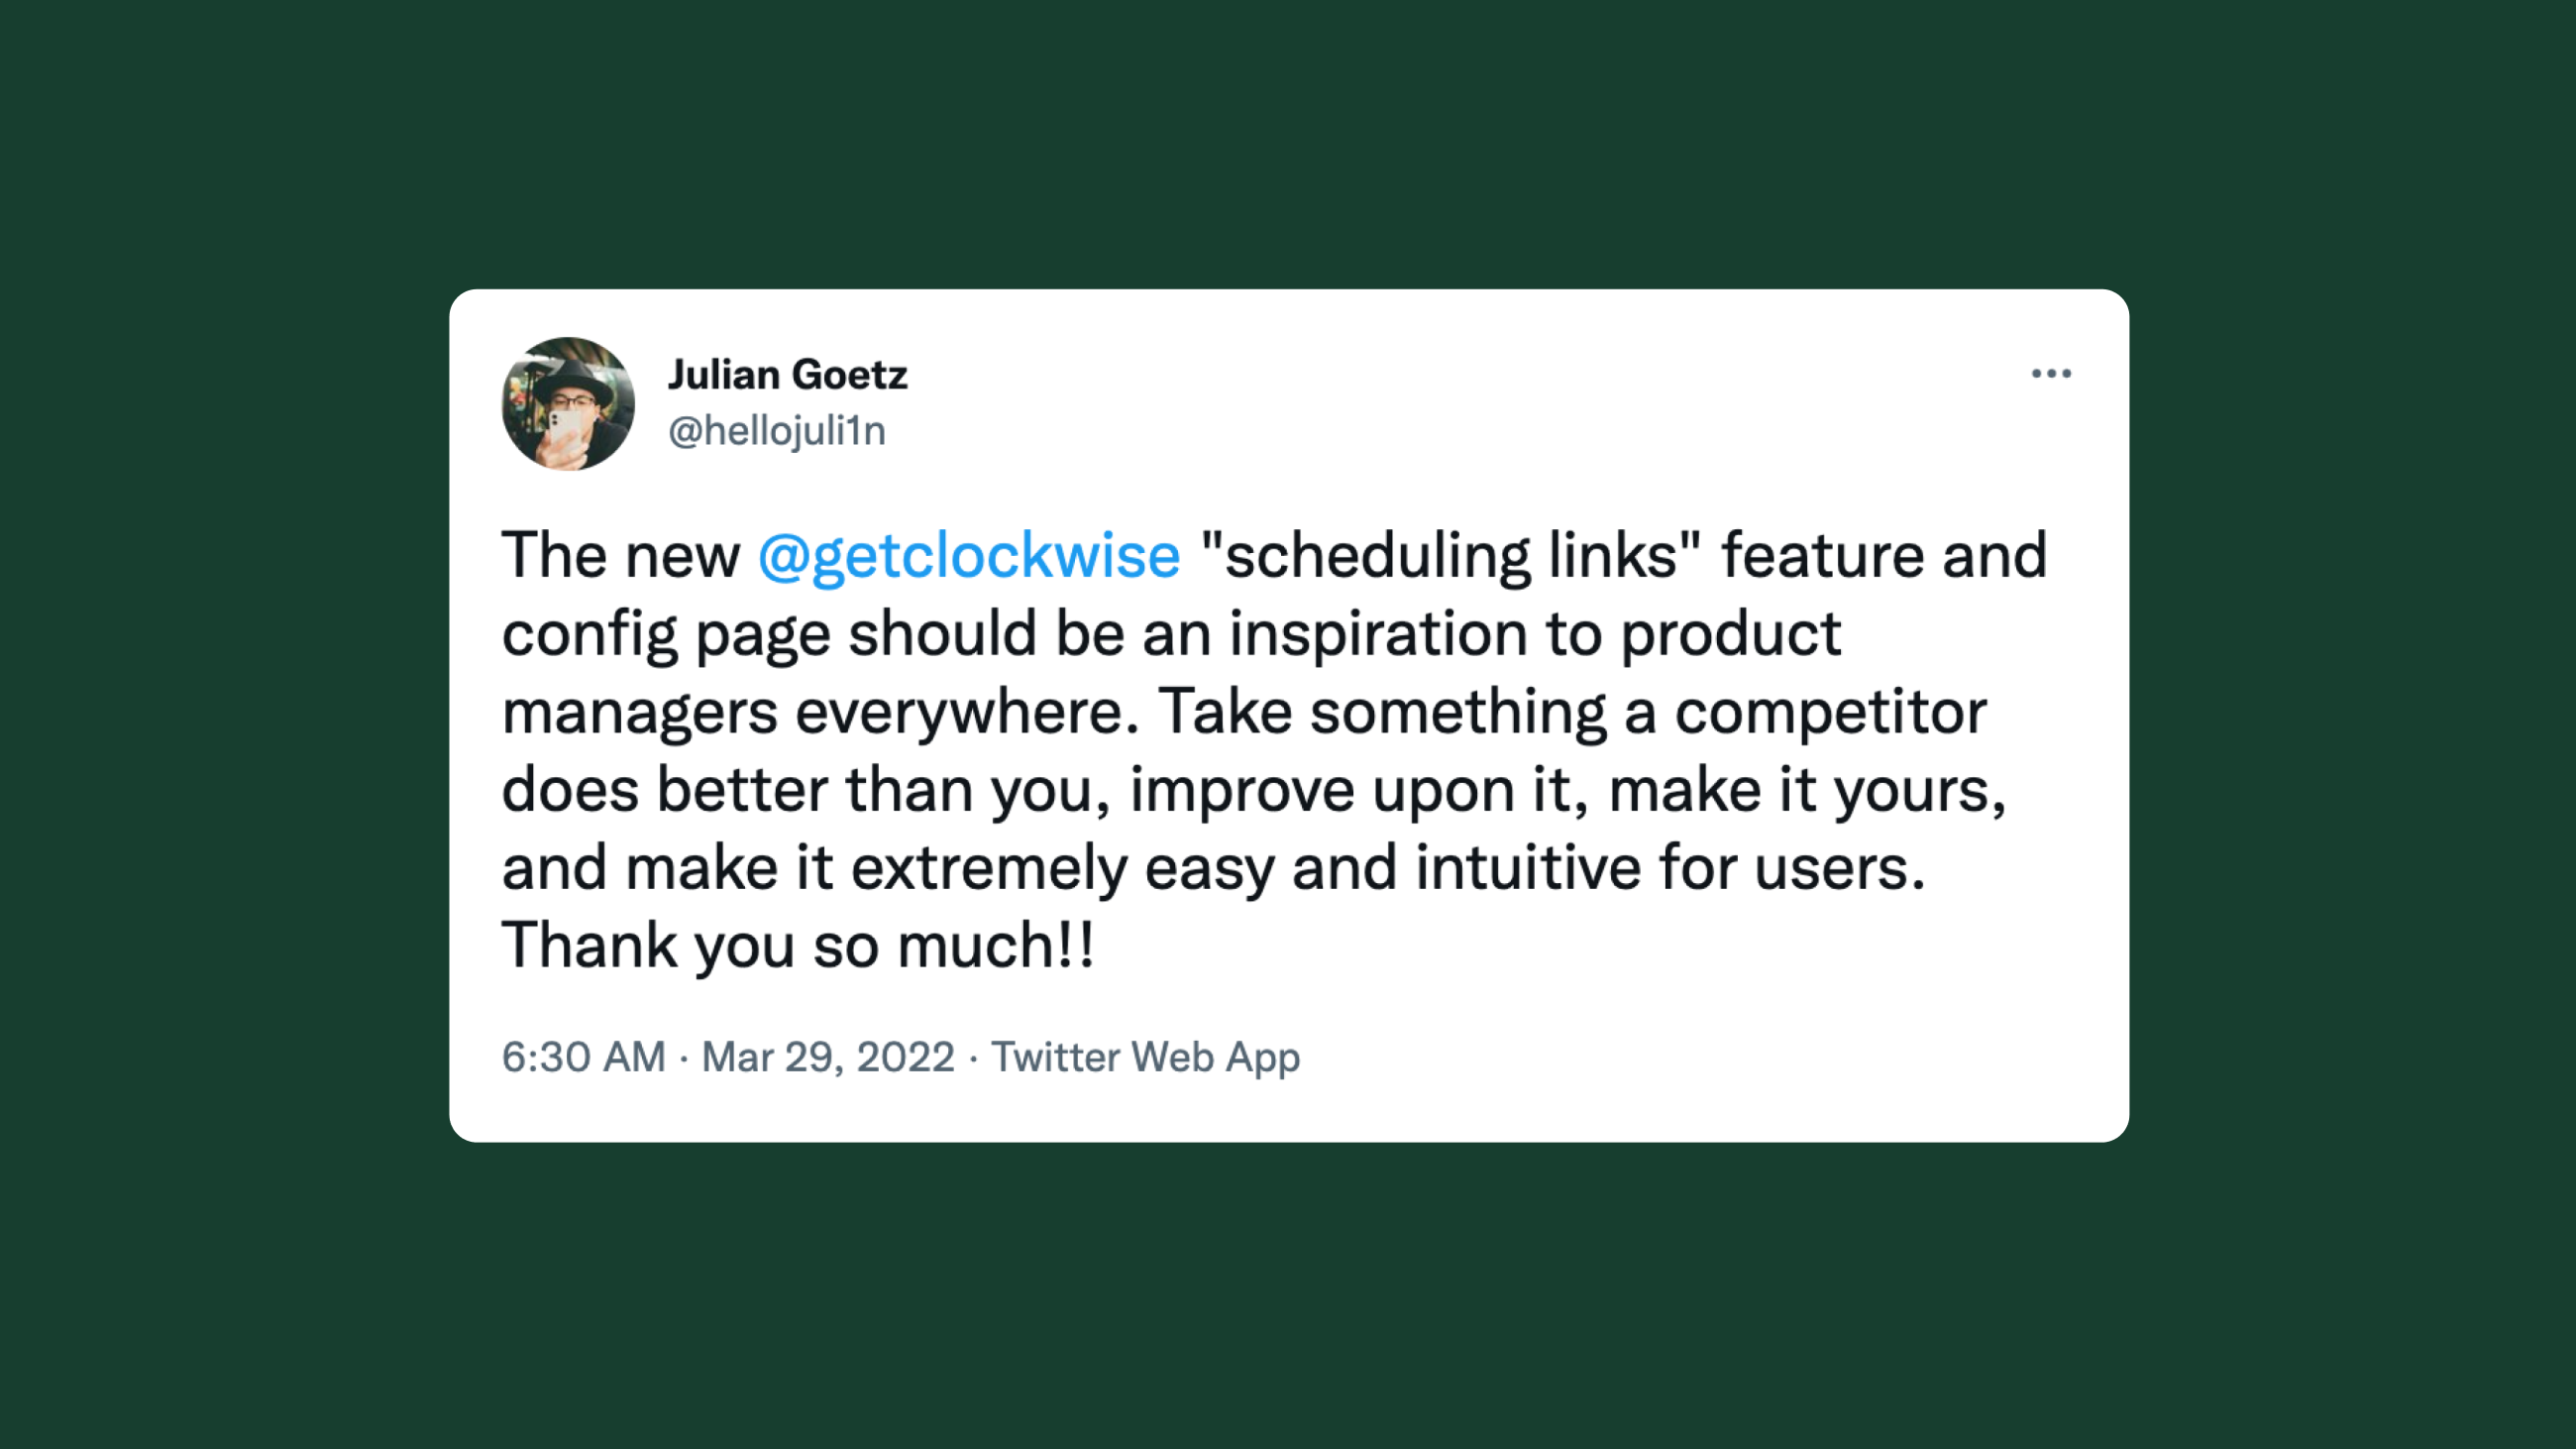 Julian Goetz
@hellojuli1n
The new @getclockwise "scheduling links" feature and
config page should be an inspiration to product
managers everywhere. Take something a competitor
does better than you, improve upon it, make it yours,
and make it extremely easy and intuitive for users.
Thank you so much!!
6:30 AM · Mar 29, 2022 · Twitter Web App